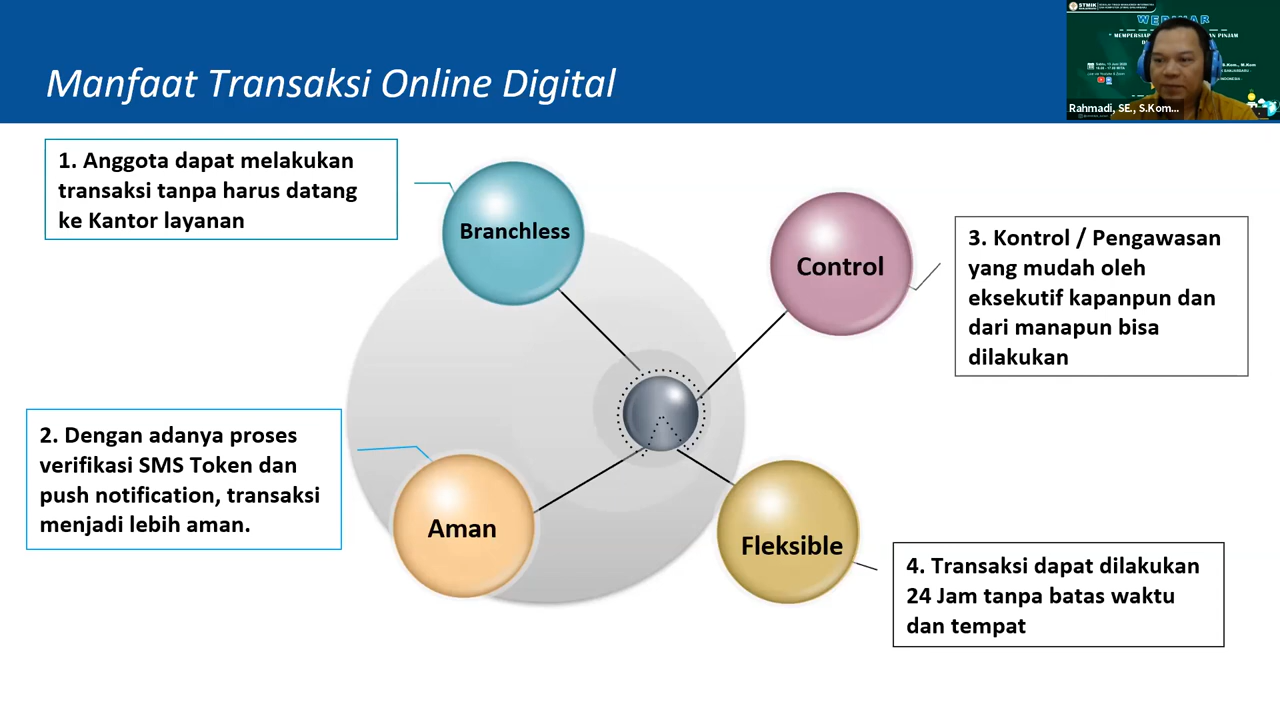 Manfaat Transaksi Online Digital
STMIK
WEBINAR
Rahmadi, SE., S.Kom...
1. Anggota dapat melakukan
transaksi tanpa harus datang
ke Kantor layanan
Branchless
Control
3. Kontrol / Pengawasan
yang mudah oleh
eksekutif kapanpun dan
dari manapun bisa
dilakukan
2. Dengan adanya proses
verifikasi SMS Token dan
push notification, transaksi
menjadi lebih aman.
Aman
Fleksible
4. Transaksi dapat dilakukan
24 Jam tanpa batas waktu
dan tempat